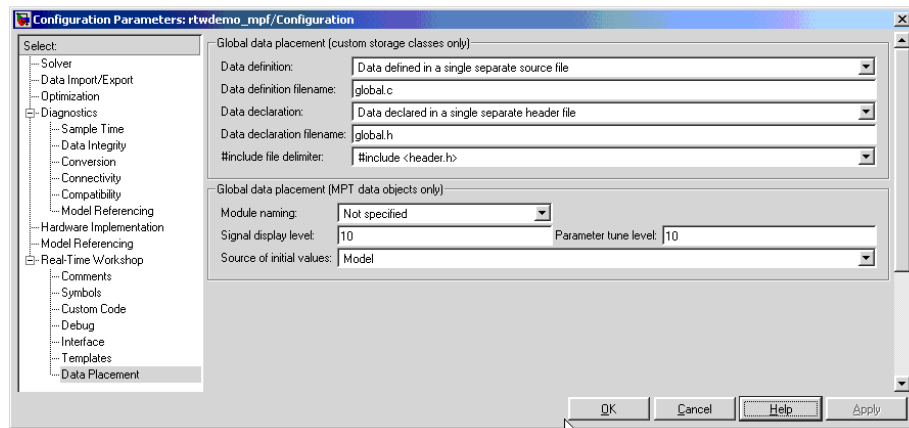 Configuration Parameters: rtwdemo_mpf/Configuration
Select:
Solver
Data Import/Export
Optimization
Diagnostics
Sample Time
Data Integrity
Conversion
Connectivity
Compatibility
Model Referencing
Hardware Implementation
Model Referencing
Real-Time Workshop
Comments
Symbols
Custom Code
Debug
Interface
Templates
Data Placement
Global data placement (custom storage classes only)
Data definition: Data defined in a single separate source file
Data definition filename: global.c
Data declaration: Data declared in a single separate header file
Data declaration filename: global.h
#include file delimiter: #include <header.h>
Global data placement (MPT data objects only)
Module naming: Not specified
Signal display level: 10 Parameter tune level: 10
Source of initial values: Model
OK Cancel Help Apply